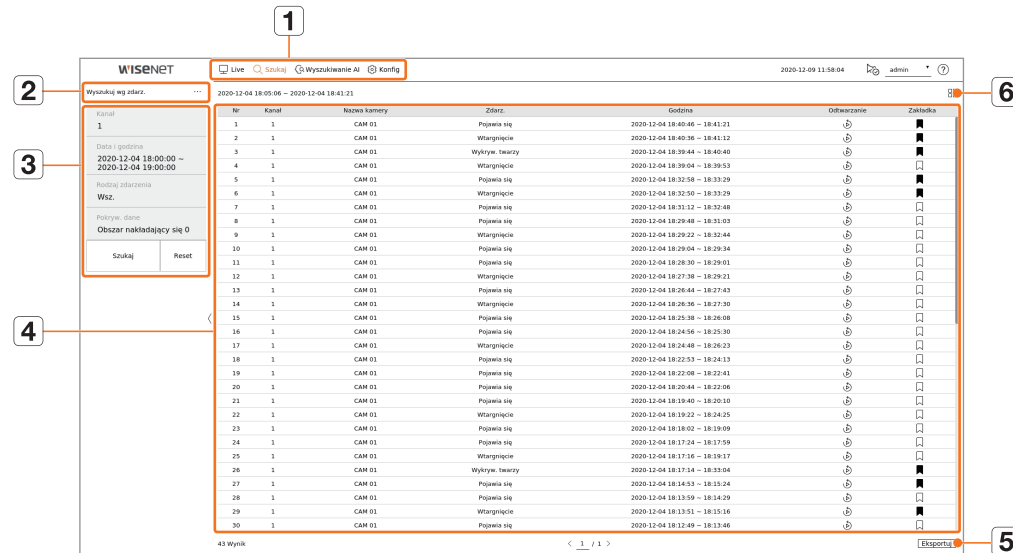 1
WISENET
Live Szukaj Wyszukiwanie AI Konfig
2020-12-09 11:58:04 admin ?
2
Wyszukuj wg zdarz. ...
2020-12-04 18:05:06 ~ 2020-12-04 18:41:21
6
3
Kanał
1
Data i godzina
2020-12-04 18:00:00 ~
2020-12-04 19:00:00
Rodzaj zdarzenia
Wsz.
Pokryw. dane
Obszar nakładający się 0
Szukaj Reset
4
Nr Kanał Nazwa kamery Zdarz. Godzina Odtwarzanie Zakładka
1 1 CAM 01 Pojawia się 2020-12-04 18:40:46 ~ 18:41:21
2 1 CAM 01 Wtargnięcie 2020-12-04 18:40:36 ~ 18:41:12
3 1 CAM 01 Wykryw. twarzy 2020-12-04 18:39:44 ~ 18:40:40
4 1 CAM 01 Wtargnięcie 2020-12-04 18:39:04 ~ 18:39:53
5 1 CAM 01 Pojawia się 2020-12-04 18:32:58 ~ 18:33:29
6 1 CAM 01 Wtargnięcie 2020-12-04 18:32:50 ~ 18:33:29
7 1 CAM 01 Pojawia się 2020-12-04 18:31:12 ~ 18:32:48
8 1 CAM 01 Pojawia się 2020-12-04 18:29:48 ~ 18:31:03
9 1 CAM 01 Wtargnięcie 2020-12-04 18:29:22 ~ 18:32:44
10 1 CAM 01 Pojawia się 2020-12-04 18:29:04 ~ 18:29:34
11 1 CAM 01 Pojawia się 2020-12-04 18:28:30 ~ 18:29:01
12 1 CAM 01 Wtargnięcie 2020-12-04 18:27:38 ~ 18:29:21
13 1 CAM 01 Pojawia się 2020-12-04 18:26:44 ~ 18:27:43
14 1 CAM 01 Wtargnięcie 2020-12-04 18:26:36 ~ 18:27:30
15 1 CAM 01 Pojawia się 2020-12-04 18:25:38 ~ 18:26:08
16 1 CAM 01 Pojawia się 2020-12-04 18:24:56 ~ 18:25:30
17 1 CAM 01 Wtargnięcie 2020-12-04 18:24:48 ~ 18:26:23
18 1 CAM 01 Pojawia się 2020-12-04 18:22:53 ~ 18:24:13
19 1 CAM 01 Pojawia się 2020-12-04 18:22:08 ~ 18:22:41
20 1 CAM 01 Pojawia się 2020-12-04 18:20:44 ~ 18:22:06
21 1 CAM 01 Pojawia się 2020-12-04 18:19:40 ~ 18:20:10
22 1 CAM 01 Wtargnięcie 2020-12-04 18:19:22 ~ 18:24:25
23 1 CAM 01 Pojawia się 2020-12-04 18:18:02 ~ 18:19:09
24 1 CAM 01 Pojawia się 2020-12-04 18:17:24 ~ 18:17:59
25 1 CAM 01 Wtargnięcie 2020-12-04 18:17:16 ~ 18:19:17
26 1 CAM 01 Wykryw. twarzy 2020-12-04 18:17:14 ~ 18:33:04
27 1 CAM 01 Pojawia się 2020-12-04 18:14:53 ~ 18:15:24
28 1 CAM 01 Pojawia się 2020-12-04 18:13:59 ~ 18:14:29
29 1 CAM 01 Wtargnięcie 2020-12-04 18:13:51 ~ 18:15:16
30 1 CAM 01 Pojawia się 2020-12-04 18:12:49 ~ 18:13:46
43 Wynik < 1 / 1 > Eksportuj
5